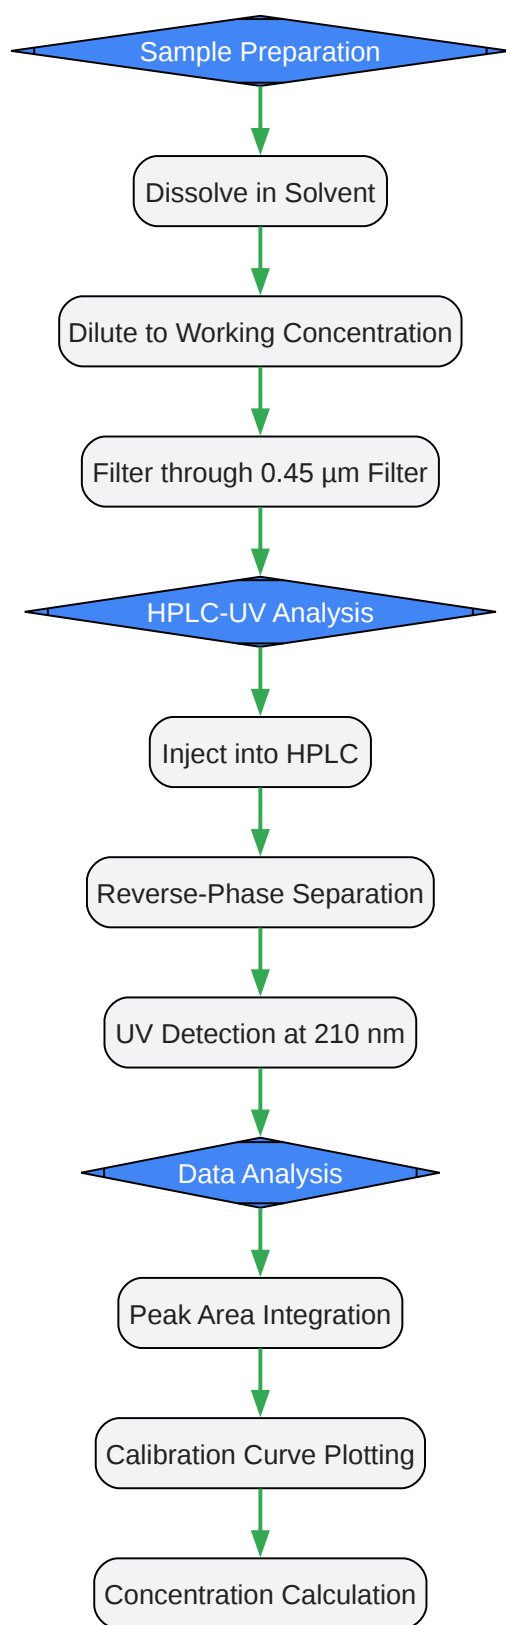 Sample Preparation
Dissolve in Solvent
Dilute to Working Concentration
Filter through 0.45 µm Filter
HPLC-UV Analysis
Inject into HPLC
Reverse-Phase Separation
UV Detection at 210 nm
Data Analysis
Peak Area Integration
Calibration Curve Plotting
Concentration Calculation